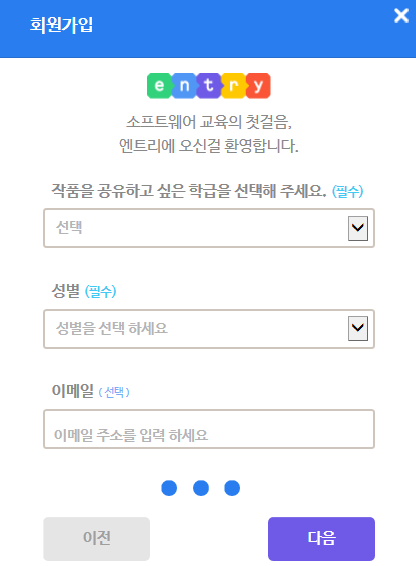 회원가입
entry
소프트웨어 교육의 첫걸음,
엔트리에 오신걸 환영합니다.
작품을 공유하고 싶은 학급을 선택해 주세요. (필수)
선택
성별 (필수)
성별을 선택 하세요
이메일 ( 선택 )
이메일 주소를 입력 하세요
이전 다음